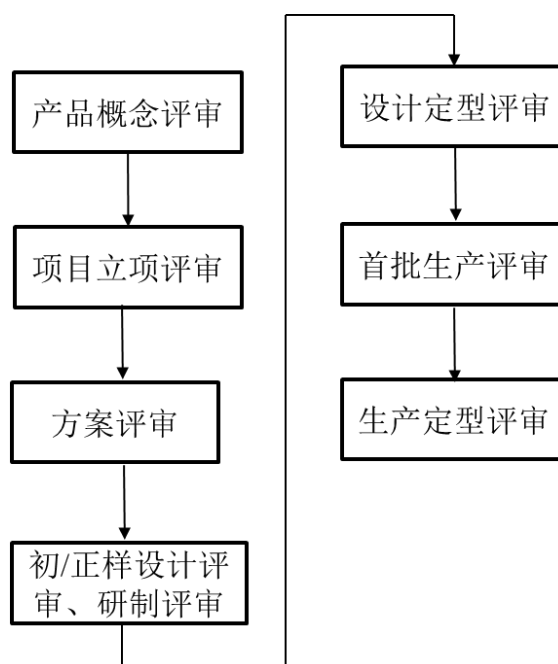 产品概念评审
项目立项评审
方案评审
初/正样设计评
审、研制评审
设计定型评审
首批生产评审
生产定型评审